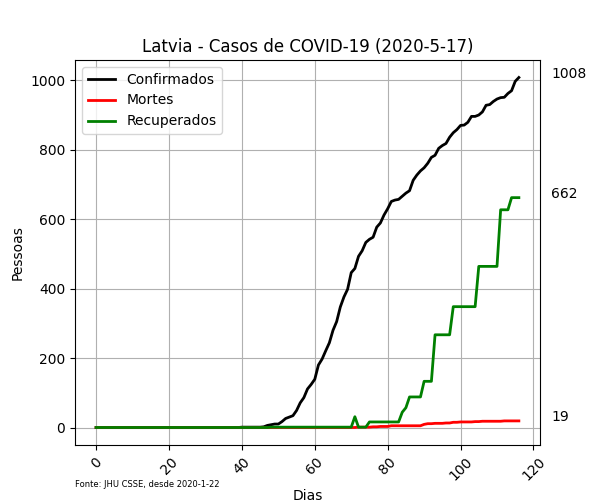 Latvia - Casos de COVID-19 (2020-5-17)
Confirmados
Mortes
Recuperados
1008
662
19
Pessoas
1000
800
600
400
200
0
0
20
40
60
80
100
120
Fonte: JHU CSSE, desde 2020-1-22
Dias